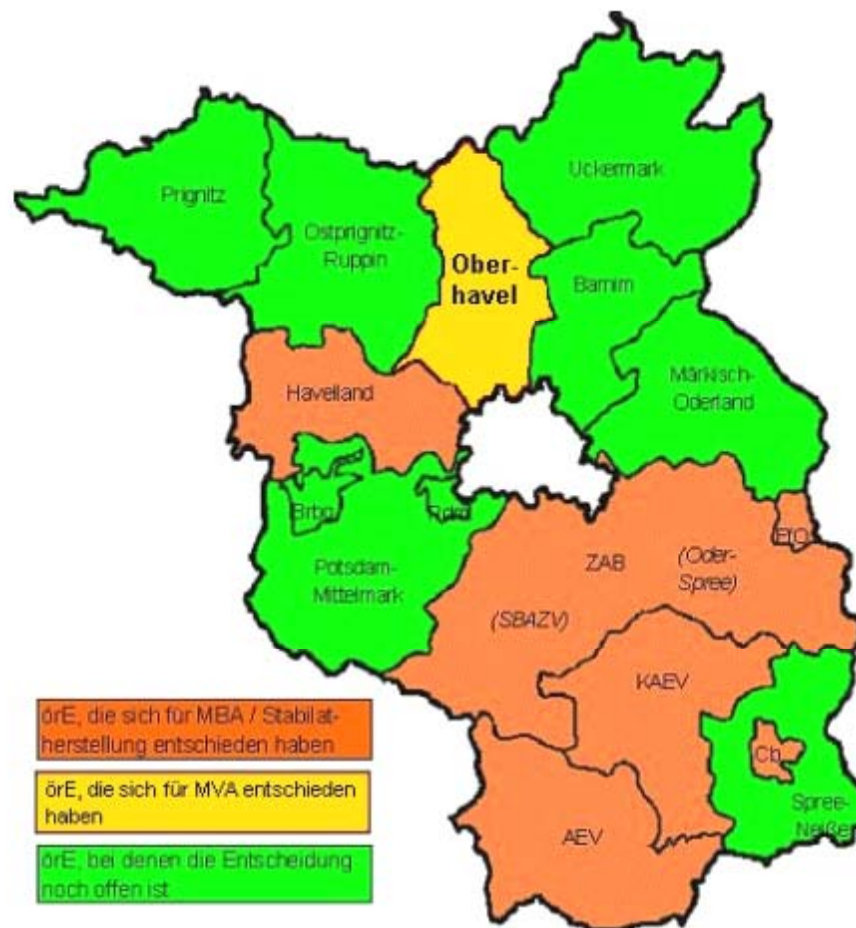 Prignitz
Ostprignitz-
Ruppin
Ober-
havel
Uckermark
Barnim
Havelland
Märkisch-
Oderland
Brbg
Potsdam-
Mittelmark
FfO
ZAB
(Oder-
Spree)
(SBAZV)
KAEV
Cb
Spree-
Neißer
AEV
örE, die sich für MBA / Stabilat-
herstellung entschieden haben
örE, die sich für MVA entschieden
haben
örE, bei denen die Entscheidung
noch offen ist